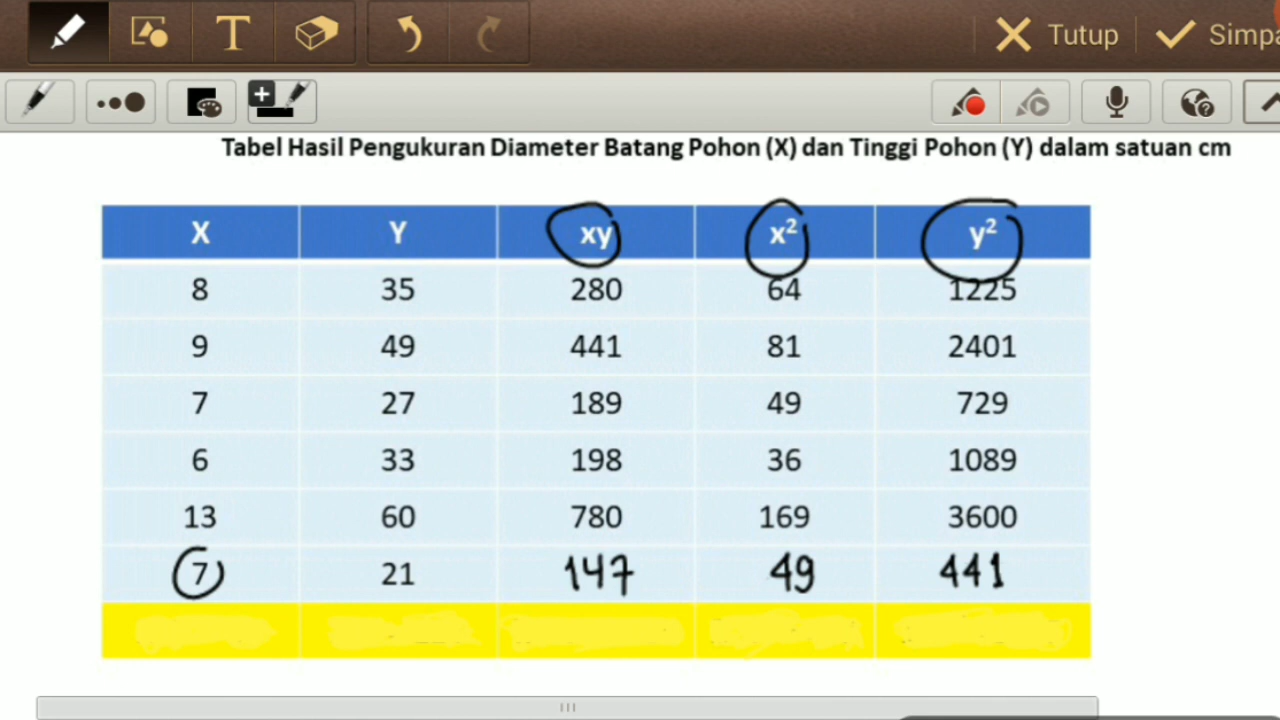 T Tutup Simpa
Tabel Hasil Pengukuran Diameter Batang Pohon (X) dan Tinggi Pohon (Y) dalam satuan cm
X Y xy x² y²
8 35 280 64 1225
9 49 441 81 2401
7 27 189 49 729
6 33 198 36 1089
13 60 780 169 3600
7 21 147 49 441